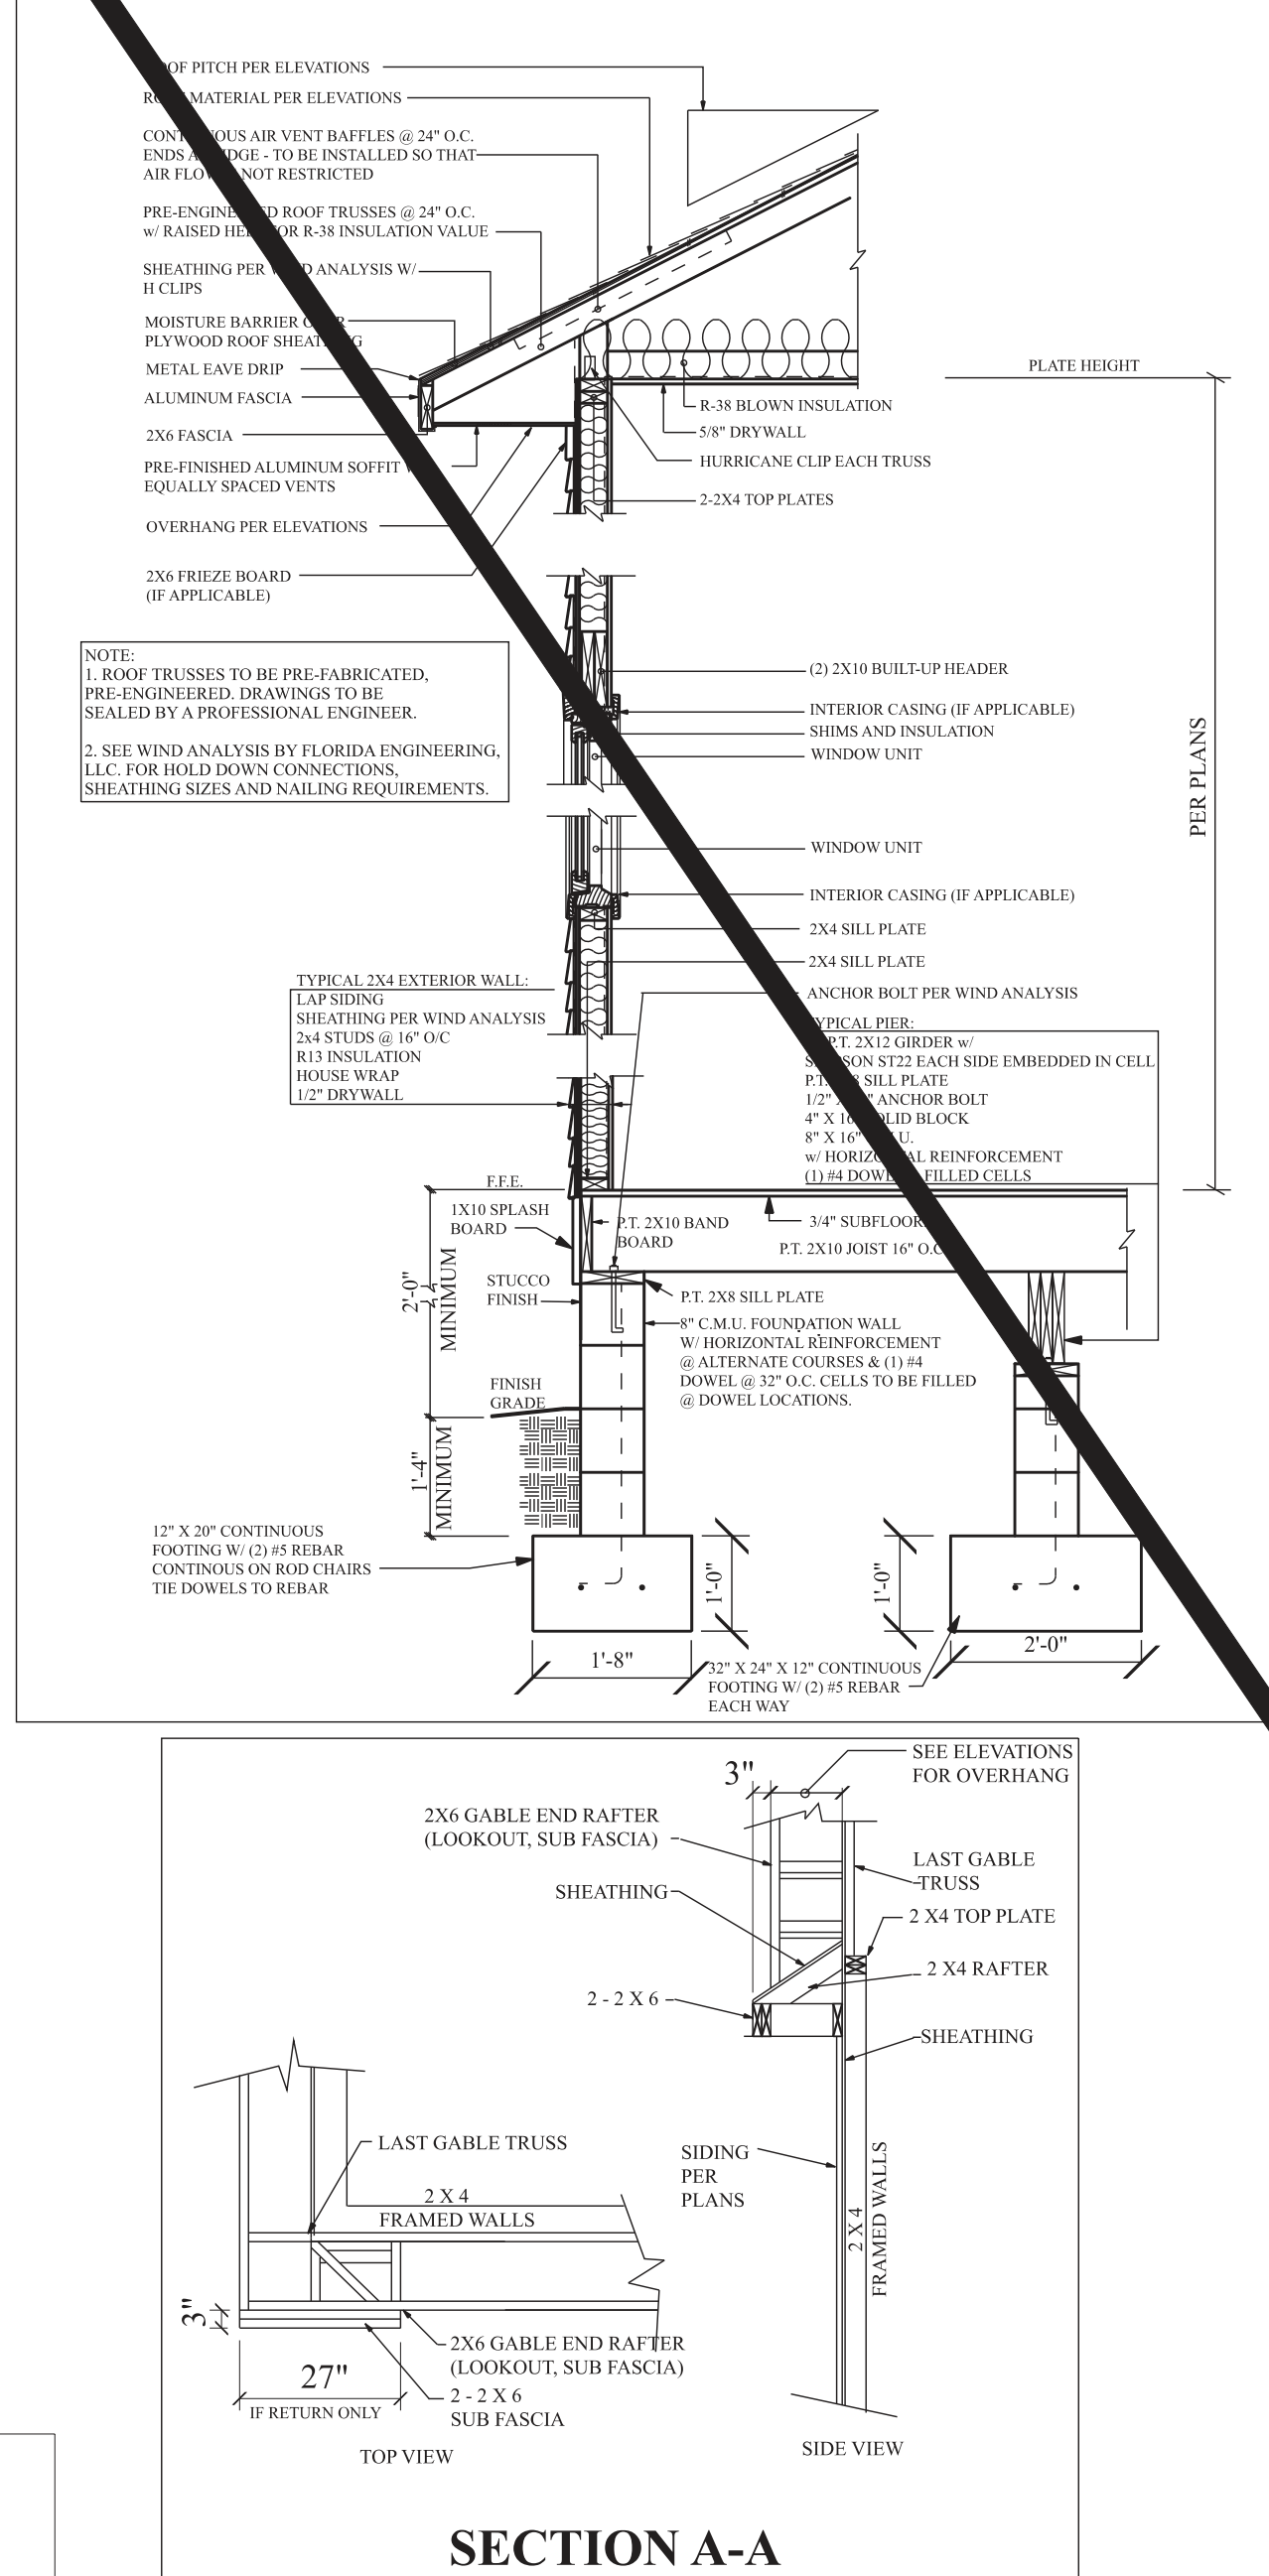 OOF PITCH PER ELEVATIONS
MATERIAL PER ELEVATIONS
AIR VENT BAFFLES @ 24" O.C.
ENDS - TO BE INSTALLED SO THAT
AIR NOT RESTRICTED
ROOF TRUSSES @ 24" O.C.
w/ RAISED R-38 INSULATION VALUE
SHEATHING PER ANALYSIS W/
H CLIPS
MOISTURE BARRIER
PLYWOOD ROOF
METAL EAVE DRIP
ALUMINUM FASCIA
2X6 FASCIA
PRE-FINISHED ALUMINUM SOFFIT
EQUALLY SPACED VENTS
OVERHANG PER ELEVATIONS
2X6 FRIEZE BOARD
(IF APPLICABLE)
PLATE HEIGHT
R-38 BLOWN INSULATION
5/8" DRYWALL
HURRICANE CLIP EACH TRUSS
2-2X4 TOP PLATES
NOTE:
1. ROOF TRUSSES TO BE PRE-FABRICATED,
PRE-ENGINEERED. DRAWINGS TO BE
SEALED BY A PROFESSIONAL ENGINEER.
2. SEE WIND ANALYSIS BY FLORIDA ENGINEERING,
LLC. FOR HOLD DOWN CONNECTIONS,
SHEATHING SIZES AND NAILING REQUIREMENTS.
(2) 2X10 BUILT-UP HEADER
INTERIOR CASING (IF APPLICABLE)
SHIMS AND INSULATION
WINDOW UNIT
PER PLANS
WINDOW UNIT
INTERIOR CASING (IF APPLICABLE)
2X4 SILL PLATE
2X4 SILL PLATE
ANCHOR BOLT PER WIND ANALYSIS
TYPICAL 2X4 EXTERIOR WALL:
LAP SIDING
SHEATHING PER WIND ANALYSIS
2x4 STUDS @ 16" O/C
R13 INSULATION
HOUSE WRAP
1/2" DRYWALL
YPICAL PIER:
P.T. 2X12 GIRDER w/
SON ST22 EACH SIDE EMBEDDED IN CELL
P.T. SILL PLATE
1/2" ANCHOR BOLT
4" X BLOCK
8" X 16"
w/ REINFORCEMENT
(1) #4 FILLED CELLS
F.F.E.
1X10 SPLASH
BOARD
P.T. 2X10 BAND
BOARD
3/4" SUBFLOOR
P.T. 2X10 JOIST 16"
2'-0"
MINIMUM
STUCCO
FINISH
P.T. 2X8 SILL PLATE
8" C.M.U. FOUNDATION WALL
W/ HORIZONTAL REINFORCEMENT
@ ALTERNATE COURSES & (1) #4
DOWEL @ 32" O.C. CELLS TO BE FILLED
@ DOWEL LOCATIONS.
FINISH
GRADE
1'-4"
MINIMUM
12" X 20" CONTINUOUS
FOOTING W/ (2) #5 REBAR
CONTINOUS ON ROD CHAIRS
TIE DOWELS TO REBAR
1'-0"
1'-0"
1'-8"
2'-0"
32" X 24" X 12" CONTINUOUS
FOOTING W/ (2) #5 REBAR
EACH WAY
3"
SEE ELEVATIONS
FOR OVERHANG
2X6 GABLE END RAFTER
(LOOKOUT, SUB FASCIA)
SHEATHING
LAST GABLE
TRUSS
2 X4 TOP PLATE
2 X4 RAFTER
2 - 2 X 6
SHEATHING
SIDING
PER
PLANS
2 X 4
FRAMED WALLS
SIDE VIEW
LAST GABLE TRUSS
2 X 4
FRAMED WALLS
3"
2X6 GABLE END RAFTER
(LOOKOUT, SUB FASCIA)
27"
IF RETURN ONLY
2 - 2 X 6
SUB FASCIA
TOP VIEW
SECTION A-A